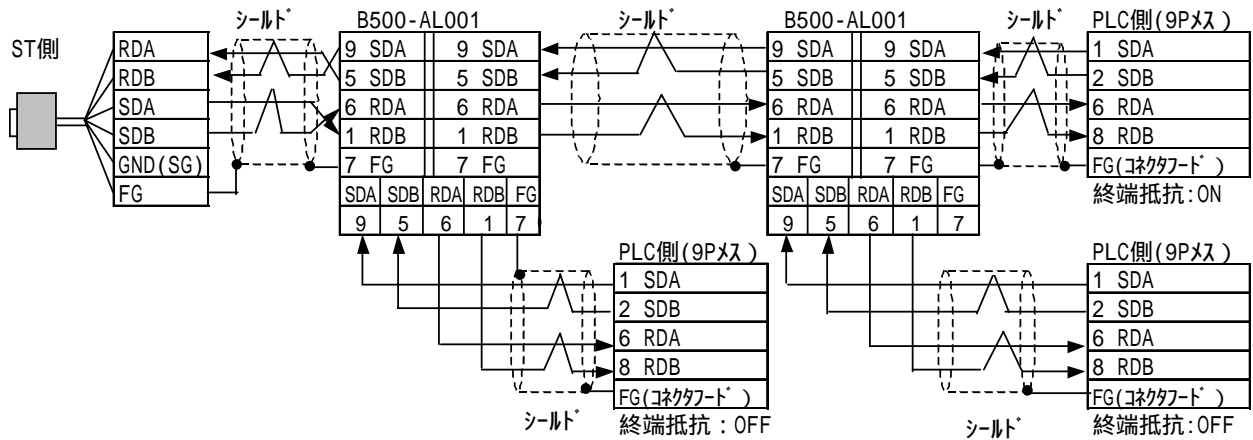 シールド B500-AL001 シールド B500-AL001 シールド PLC側(9Pメス)
ST側
RDA
RDB
SDA
SDB
GND(SG)
FG
9 SDA 9 SDA
5 SDB 5 SDB
6 RDA 6 RDA
1 RDB 1 RDB
7 FG 7 FG
SDA SDB RDA RDB FG
9 5 6 1 7
9 SDA 9 SDA
5 SDB 5 SDB
6 RDA 6 RDA
1 RDB 1 RDB
7 FG 7 FG
SDA SDB RDA RDB FG
9 5 6 1 7
1 SDA
2 SDB
6 RDA
8 RDB
FG(コネクタフード)
終端抵抗:ON
PLC側(9Pメス)
1 SDA
2 SDB
6 RDA
8 RDB
FG(コネクタフード)
シールド 終端抵抗:OFF
PLC側(9Pメス)
1 SDA
2 SDB
6 RDA
8 RDB
FG(コネクタフード)
シールド 終端抵抗:OFF